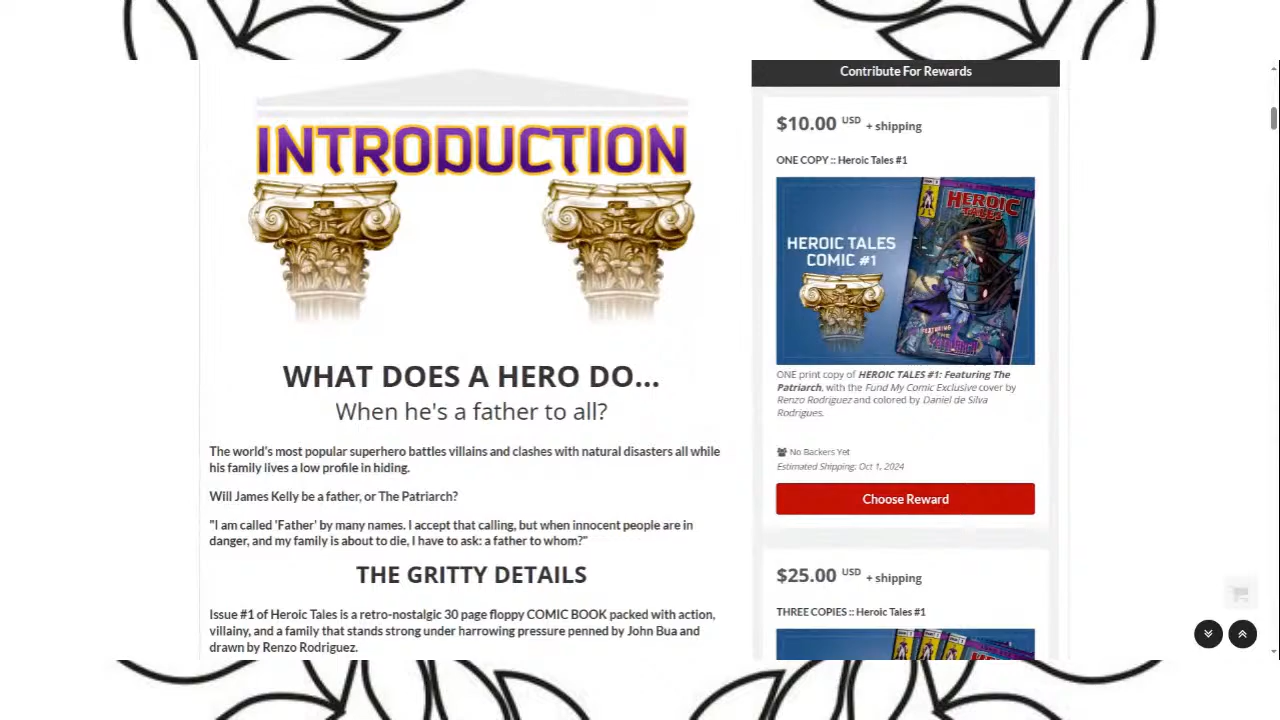 INTRODUCTION
WHAT DOES A HERO DO...
When he's a father to all?
The world's most popular superhero battles villains and clashes with natural disasters all while
his family lives a low profile in hiding.
Will James Kelly be a father, or The Patriarch?
"I am called 'Father' by many names. I accept that calling, but when innocent people are in
danger, and my family is about to die, I have to ask: a father to whom?"
THE GRITTY DETAILS
Issue #1 of Heroic Tales is a retro-nostalgic 30 page floppy COMIC BOOK packed with action,
villainy, and a family that stands strong under harrowing pressure penned by John Bua and
drawn by Renzo Rodriguez.
Contribute For Rewards
$10.00 USD + shipping
ONE COPY :: Heroic Tales #1
HEROIC TALES
COMIC #1
HEROIC
TALES
FEATURING
THE
ONE print copy of HEROIC TALES #1: Featuring The
Patriarch, with the Fund My Comic Exclusive cover by
Renzo Rodriguez and colored by Daniel de Silva
Rodrigues.
No Backers Yet
Estimated Shipping: Oct 1, 2024
Choose Reward
$25.00 USD + shipping
THREE COPIES :: Heroic Tales #1